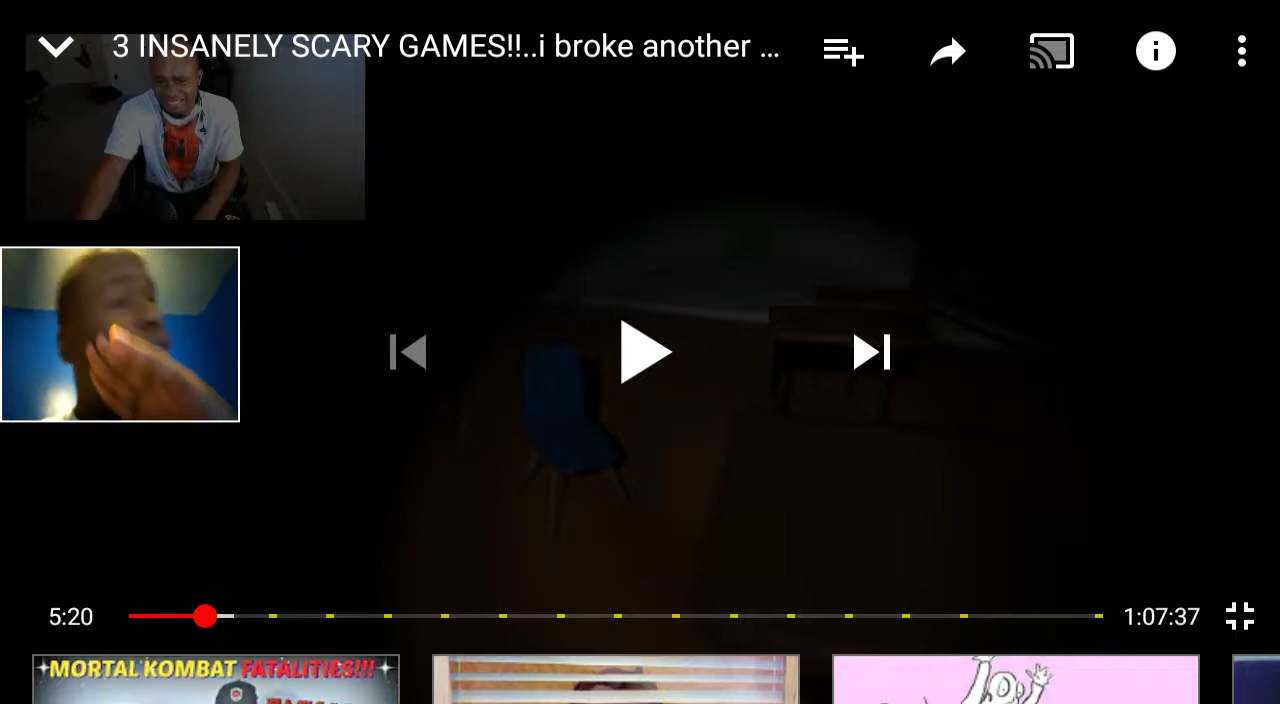 3 INSANELY SCARY GAMES!!..i broke another ...
5:20
1:07:37
MORTAL KOMBAT FATALITIES!!!